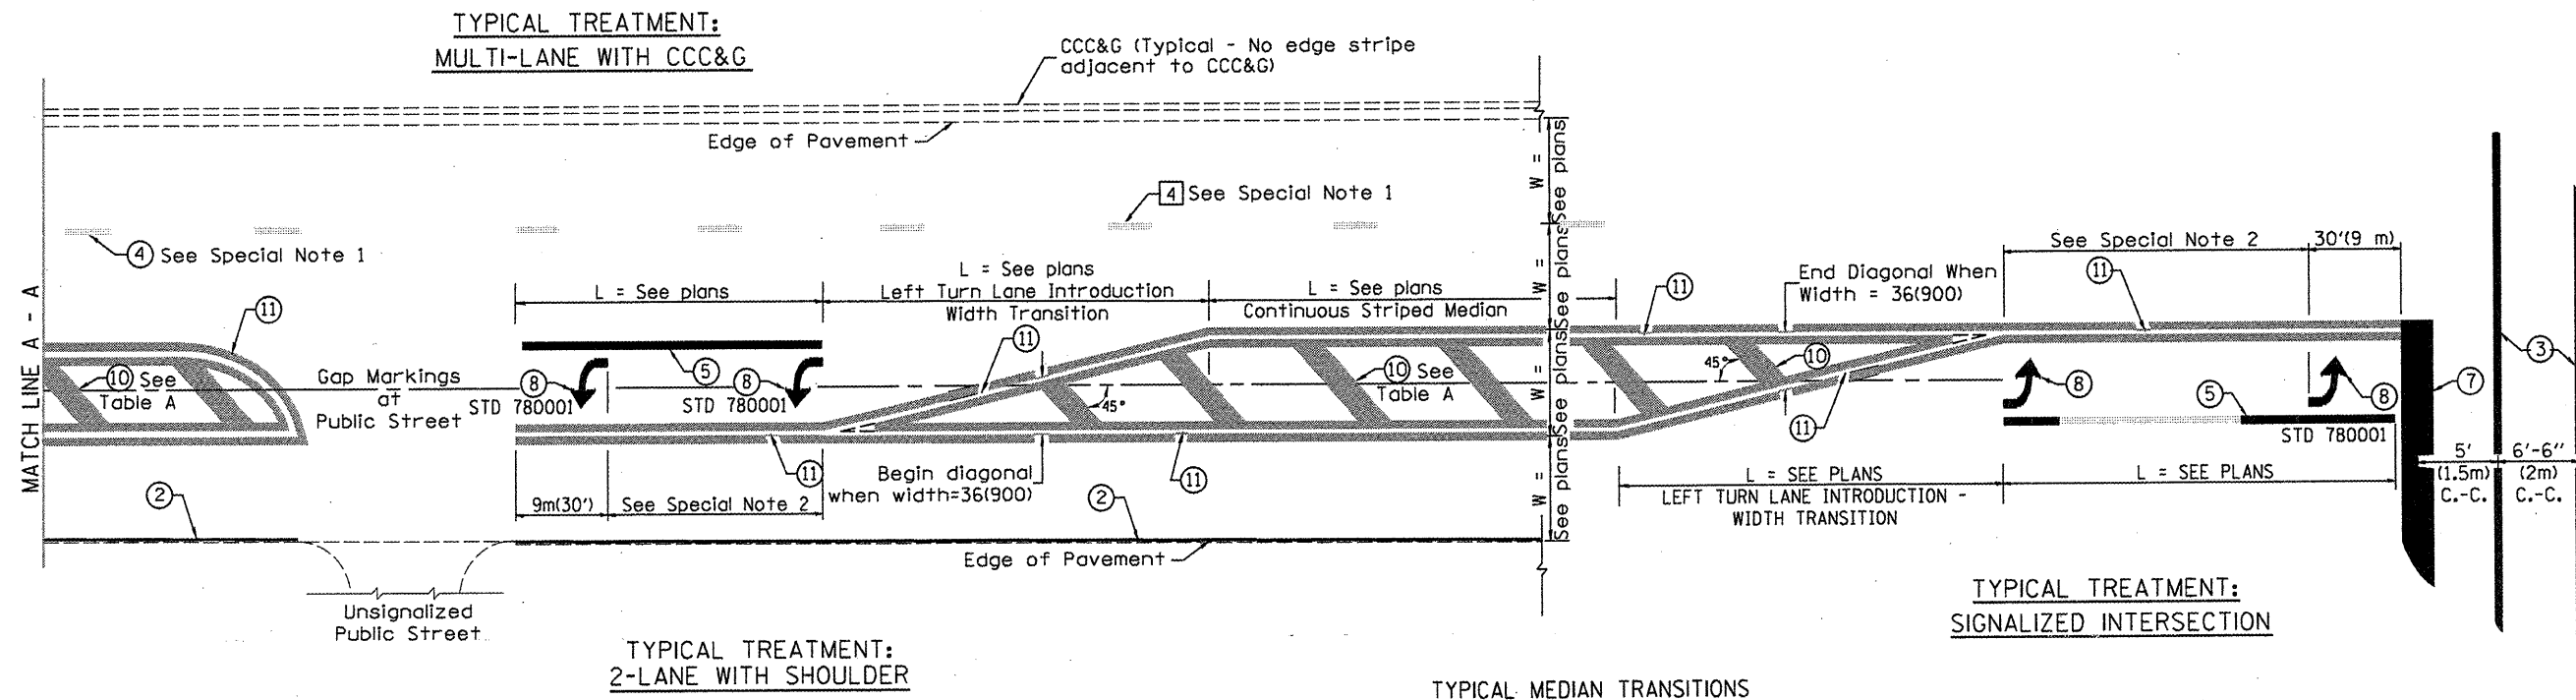 TYPICAL TREATMENT:
MULTI-LANE WITH CCC&G
CCC&G (Typical - No edge stripe
adjacent to CCC&G)
Edge of Pavement
4 See Special Note 1
4 See Special Note 1
MATCH LINE A - A
11
10 See
Table A
Gap Markings
at
Public Street
L = See plans
L = See plans
Left Turn Lane Introduction
Width Transition
L = See plans
Continuous Striped Median
W =
See plans
W =
See plans
W =
See plans
W =
See plans
11
End Diagonal When
Width = 36(900)
See Special Note 2
30'(9 m)
11
8
STD 780001
5
8
STD 780001
11
45°
10 See
Table A
45°
10
11
8
5
8
STD 780001
7
3
11
Begin diagonal
when width=36(900)
11
2
9m(30')
See Special Note 2
2
Edge of Pavement
L = SEE PLANS
LEFT TURN LANE INTRODUCTION -
WIDTH TRANSITION
L = SEE PLANS
5'
(1.5m)
C.-C.
6'-6"
(2m)
C.-C.
Unsignalized
Public Street
TYPICAL TREATMENT:
2-LANE WITH SHOULDER
TYPICAL TREATMENT:
SIGNALIZED INTERSECTION
TYPICAL MEDIAN TRANSITIONS